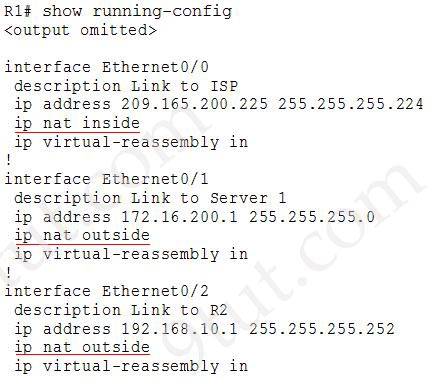 R1# show running-config
<output omitted>
interface Ethernet0/0
description Link to ISP
ip address 209.165.200.225 255.255.255.224
ip nat inside
ip virtual-reassembly in
!
interface Ethernet0/1
description Link to Server 1
ip address 172.16.200.1 255.255.255.0
ip nat outside
ip virtual-reassembly in
!
interface Ethernet0/2
description Link to R2
ip address 192.168.10.1 255.255.255.252
ip nat outside
ip virtual-reassembly in
9tut.com